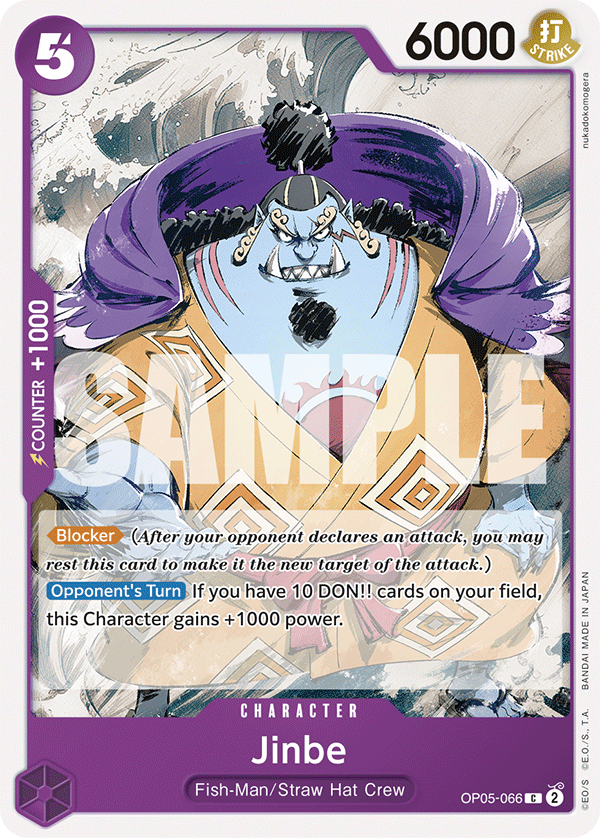 5
6000
打
STRIKE
nukadokomogera
COUNTER +1000
SAMPLE
Blocker (After your opponent declares an attack, you may
rest this card to make it the new target of the attack.)
Opponent's Turn If you have 10 DON!! cards on your field,
this Character gains +1000 power.
CHARACTER
Jinbe
Fish-Man/Straw Hat Crew
OP05-066 C 2
©EO/S ©E.O./S., T.A. BANDAI MADE IN JAPAN